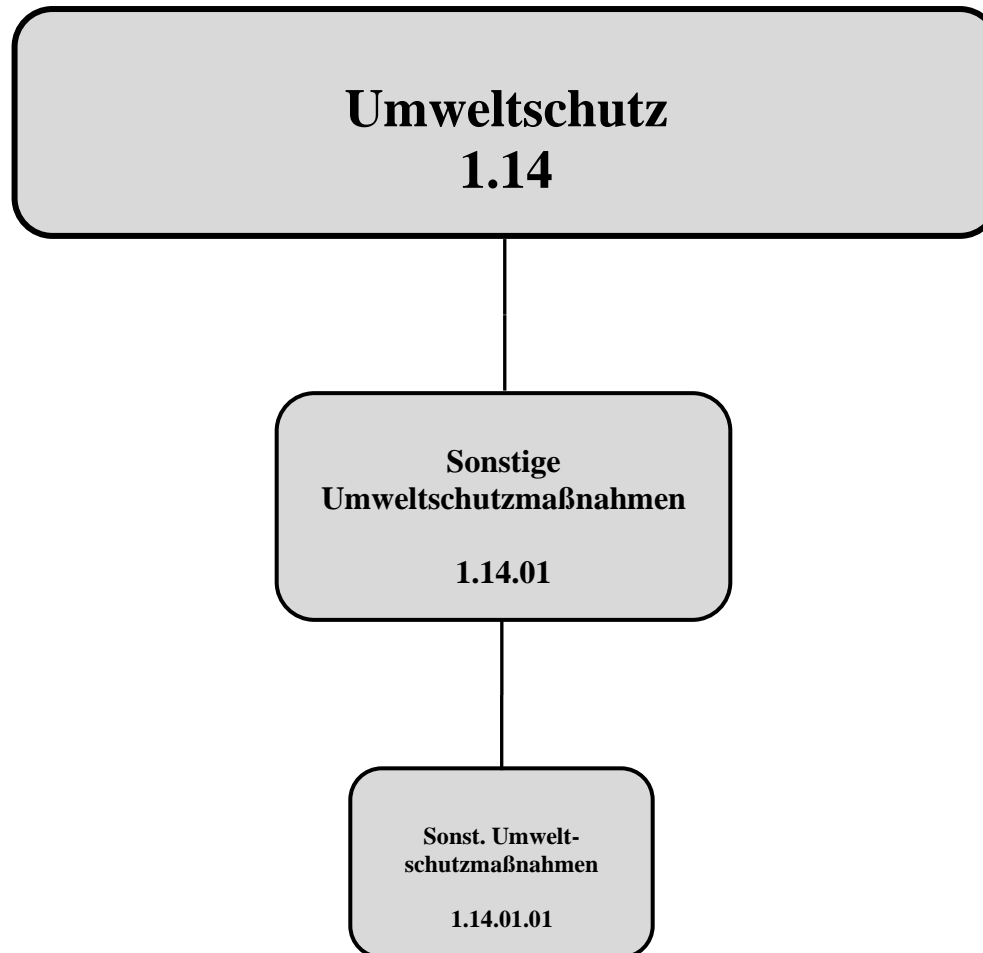 Umweltschutz
1.14
Sonstige
Umweltschutzmaßnahmen
1.14.01
Sonst. Umwelt-
schutzmaßnahmen
1.14.01.01